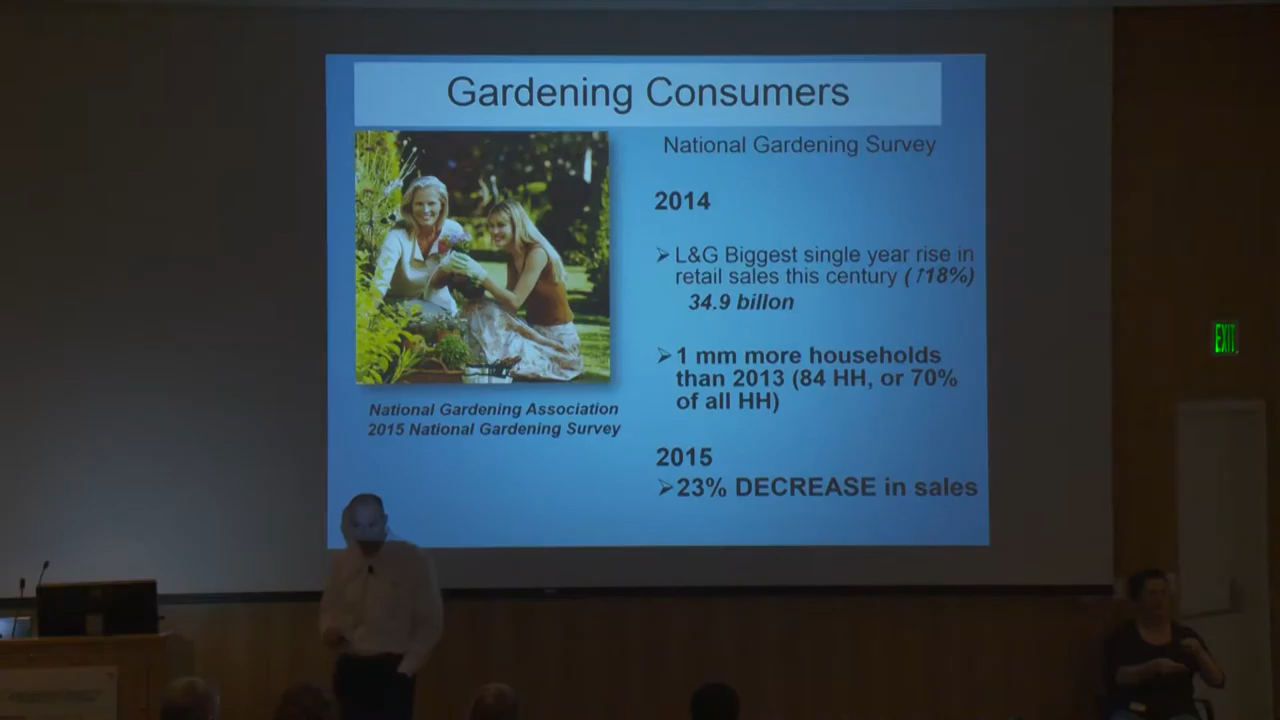 Gardening Consumers
National Gardening Survey
2014
➢ L&G Biggest single year rise in
retail sales this century (↑18%)
34.9 billon
➢ 1 mm more households
than 2013 (84 HH, or 70%
of all HH)
2015
➢ 23% DECREASE in sales
National Gardening Association
2015 National Gardening Survey
EXIT